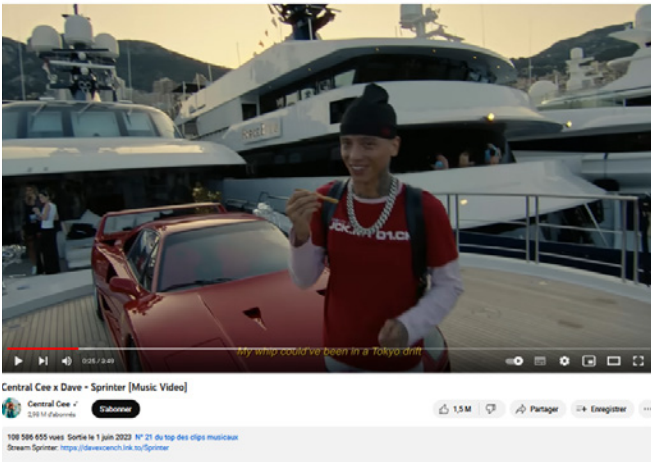 My whip could've been in a Tokyo drift
0:25 / 3:49
Central Cee x Dave - Sprinter [Music Video]
Central Cee
2,98 M d'abonnés
S'abonner
1,5 M
Partager
Enregistrer
108 586 655 vues Sortie le 1 juin 2023 N° 21 du top des clips musicaux
Stream Sprinter: https://davexcench.lnk.to/Sprinter